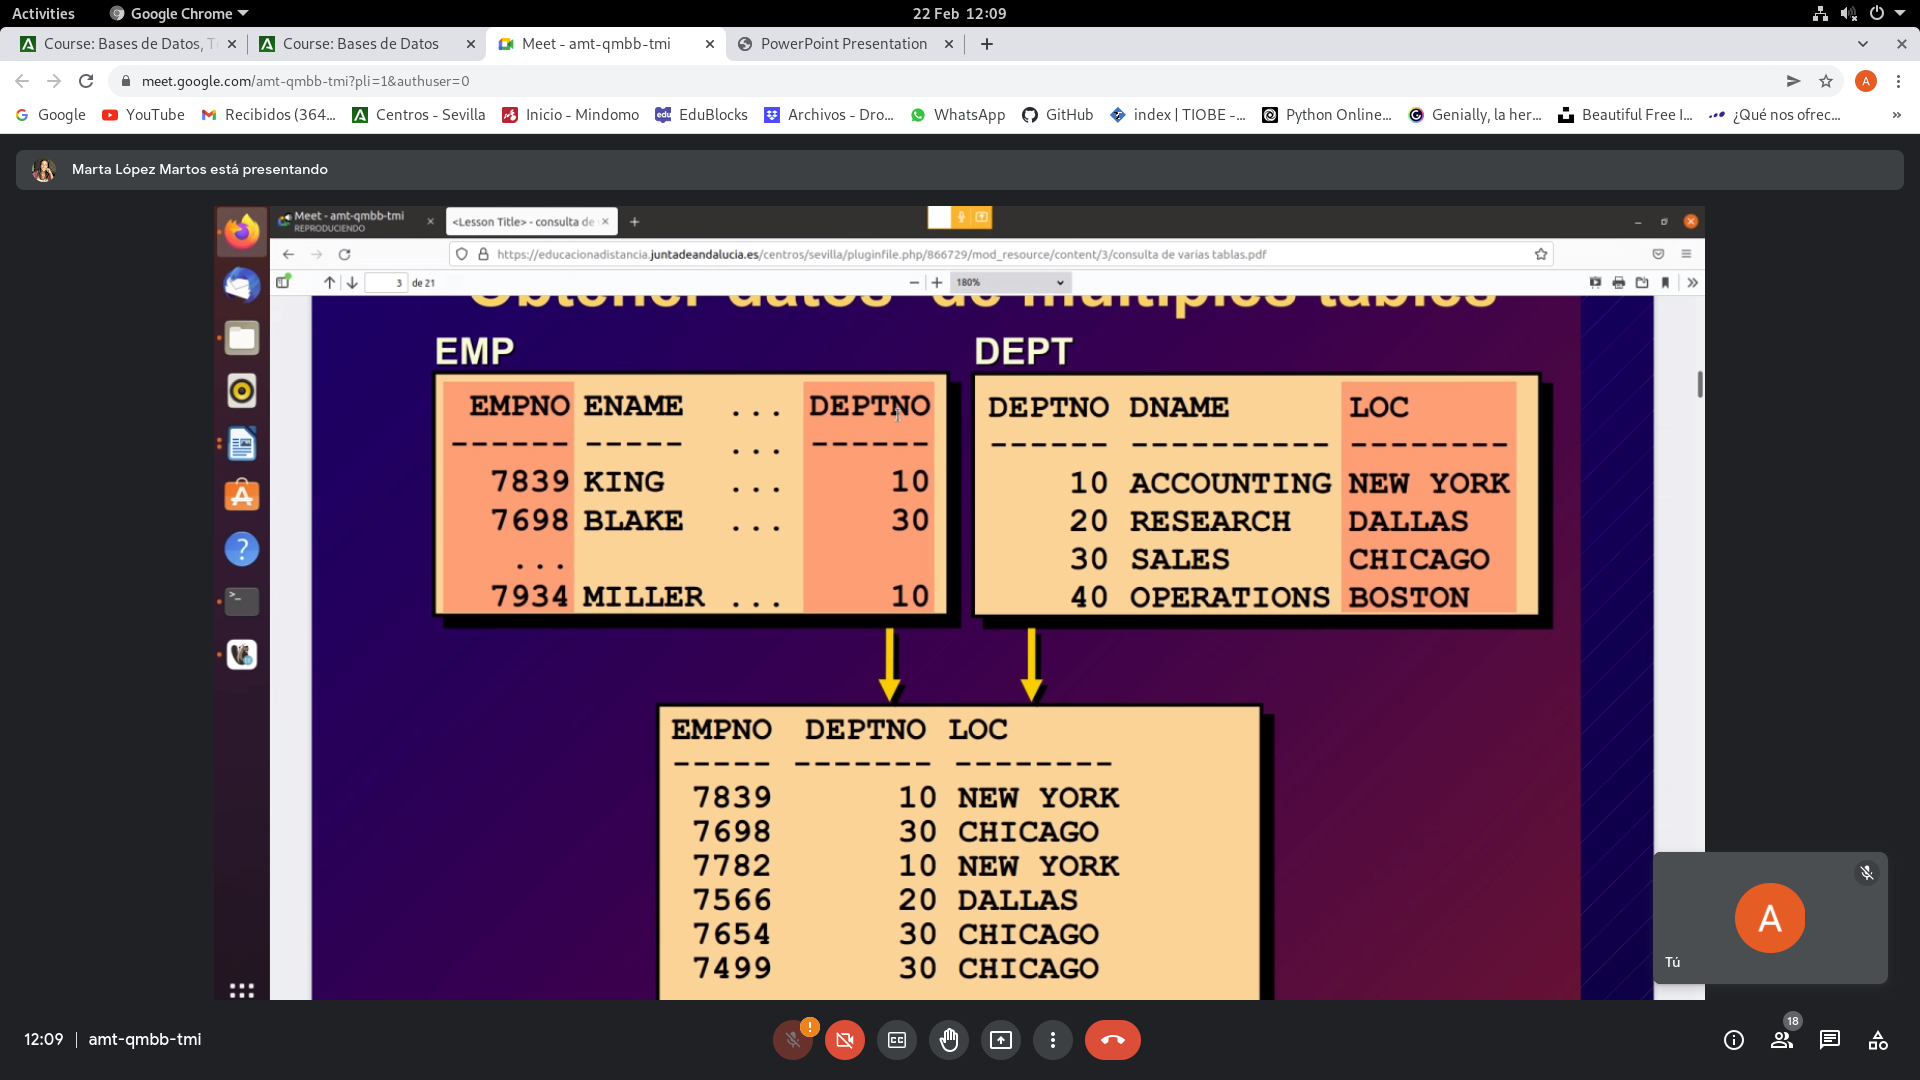 Activities
Google Chrome
22 Feb 12:09
Course: Bases de Datos, T
Course: Bases de Datos
Meet - amt-qmbb-tmi
PowerPoint Presentation
meet.google.com/amt-qmbb-tmi?pli=1&authuser=0
A
Google
YouTube
Recibidos (364...
Centros - Sevilla
Inicio - Mindomo
EduBlocks
Archivos - Dro...
WhatsApp
GitHub
index | TIOBE -...
Python Online...
Genially, la her...
Beautiful Free I...
¿Qué nos ofrec...
»
Marta López Martos está presentando
Meet - amt-qmbb-tmi
REPRODUCIENDO
<Lesson Title> - consulta de
https://educacionadistancia.juntadeandalucia.es/centros/sevilla/pluginfile.php/866729/mod_resource/content/3/consulta de varias tablas.pdf
3 de 21
180%
Obtener datos de múltiples tables
EMP
EMPNO ENAME ... DEPTNO
------ ----- ... ------
7839 KING ... 10
7698 BLAKE ... 30
...
7934 MILLER ... 10
DEPT
DEPTNO DNAME LOC
------ ---------- --------
10 ACCOUNTING NEW YORK
20 RESEARCH DALLAS
30 SALES CHICAGO
40 OPERATIONS BOSTON
EMPNO DEPTNO LOC
----- ------- --------
7839 10 NEW YORK
7698 30 CHICAGO
7782 10 NEW YORK
7566 20 DALLAS
7654 30 CHICAGO
7499 30 CHICAGO
A
Tú
12:09 | amt-qmbb-tmi
18